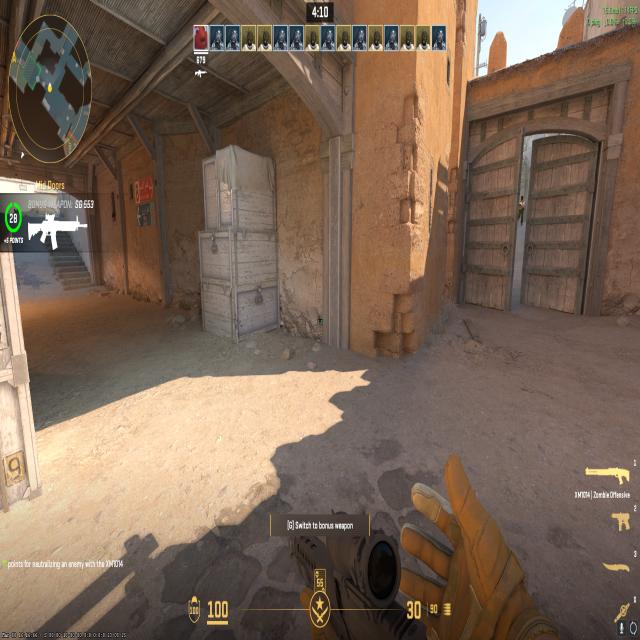 4:10
679
Mid Doors
BONUS WEAPON: SG 553
28
+5 POINTS
9
1
XM1014 | Zombie Offensive
2
3
4
[G] Switch to bonus weapon
points for neutralizing an enemy with the XM1014
100
30
90